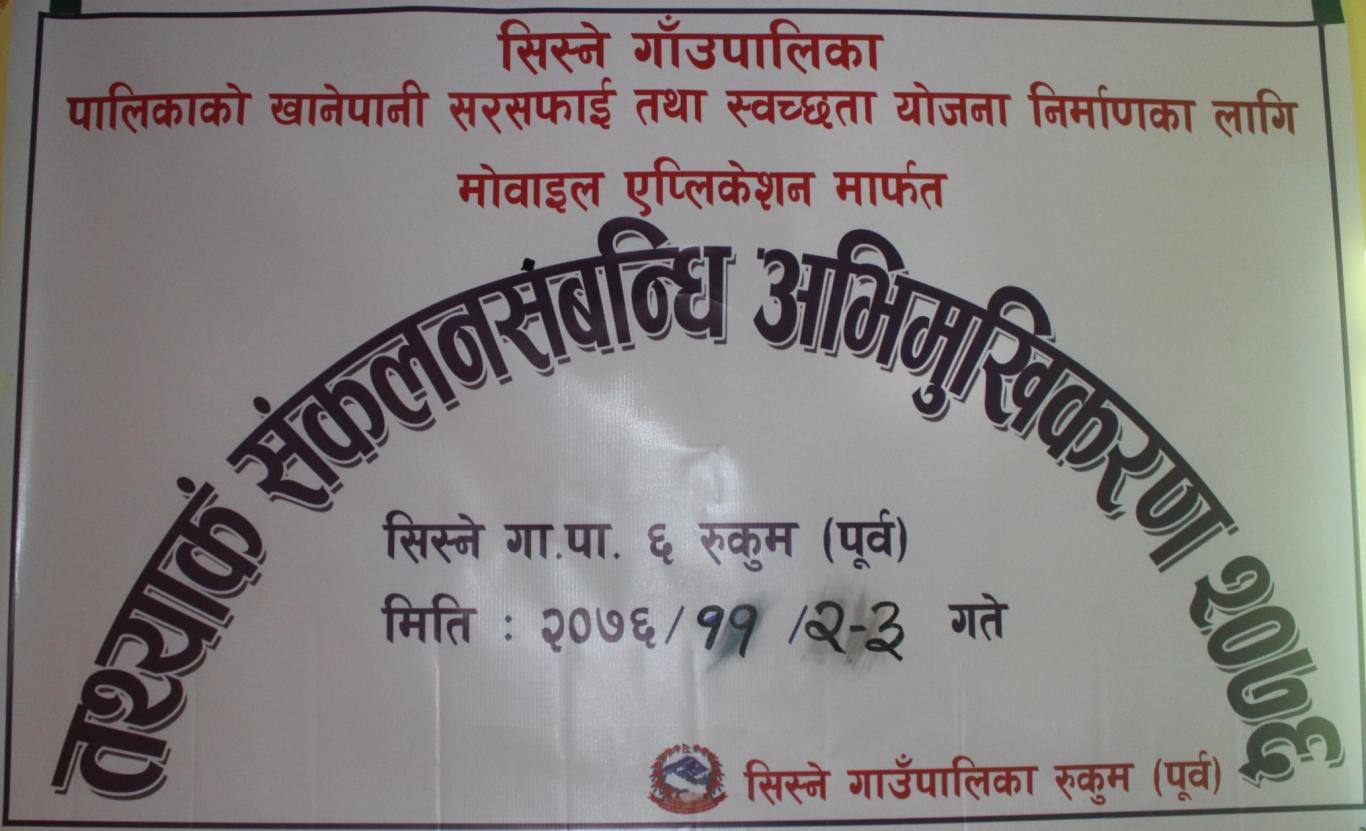 सिस्ने गाँउपालिका
पालिकाको खानेपानी सरसफाई तथा स्वच्छता योजना निर्माणका लागि
मोवाइल एप्लिकेशन मार्फत
तथ्याकं संकलनसंबन्धि अभिमुखिकरण २०७६
सिस्ने गा.पा. ६ रुकुम (पूर्व)
मिति : २०७६/११/२-३ गते
सिस्ने गाउँपालिका रुकुम (पूर्व)